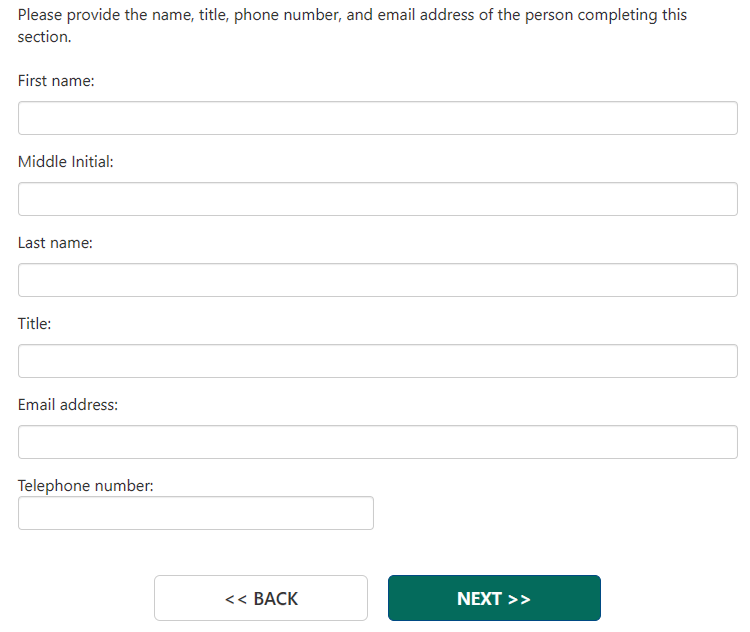 Please provide the name, title, phone number, and email address of the person completing this
section.
First name:
Middle Initial:
Last name:
Title:
Email address:
Telephone number:
<< BACK
NEXT >>